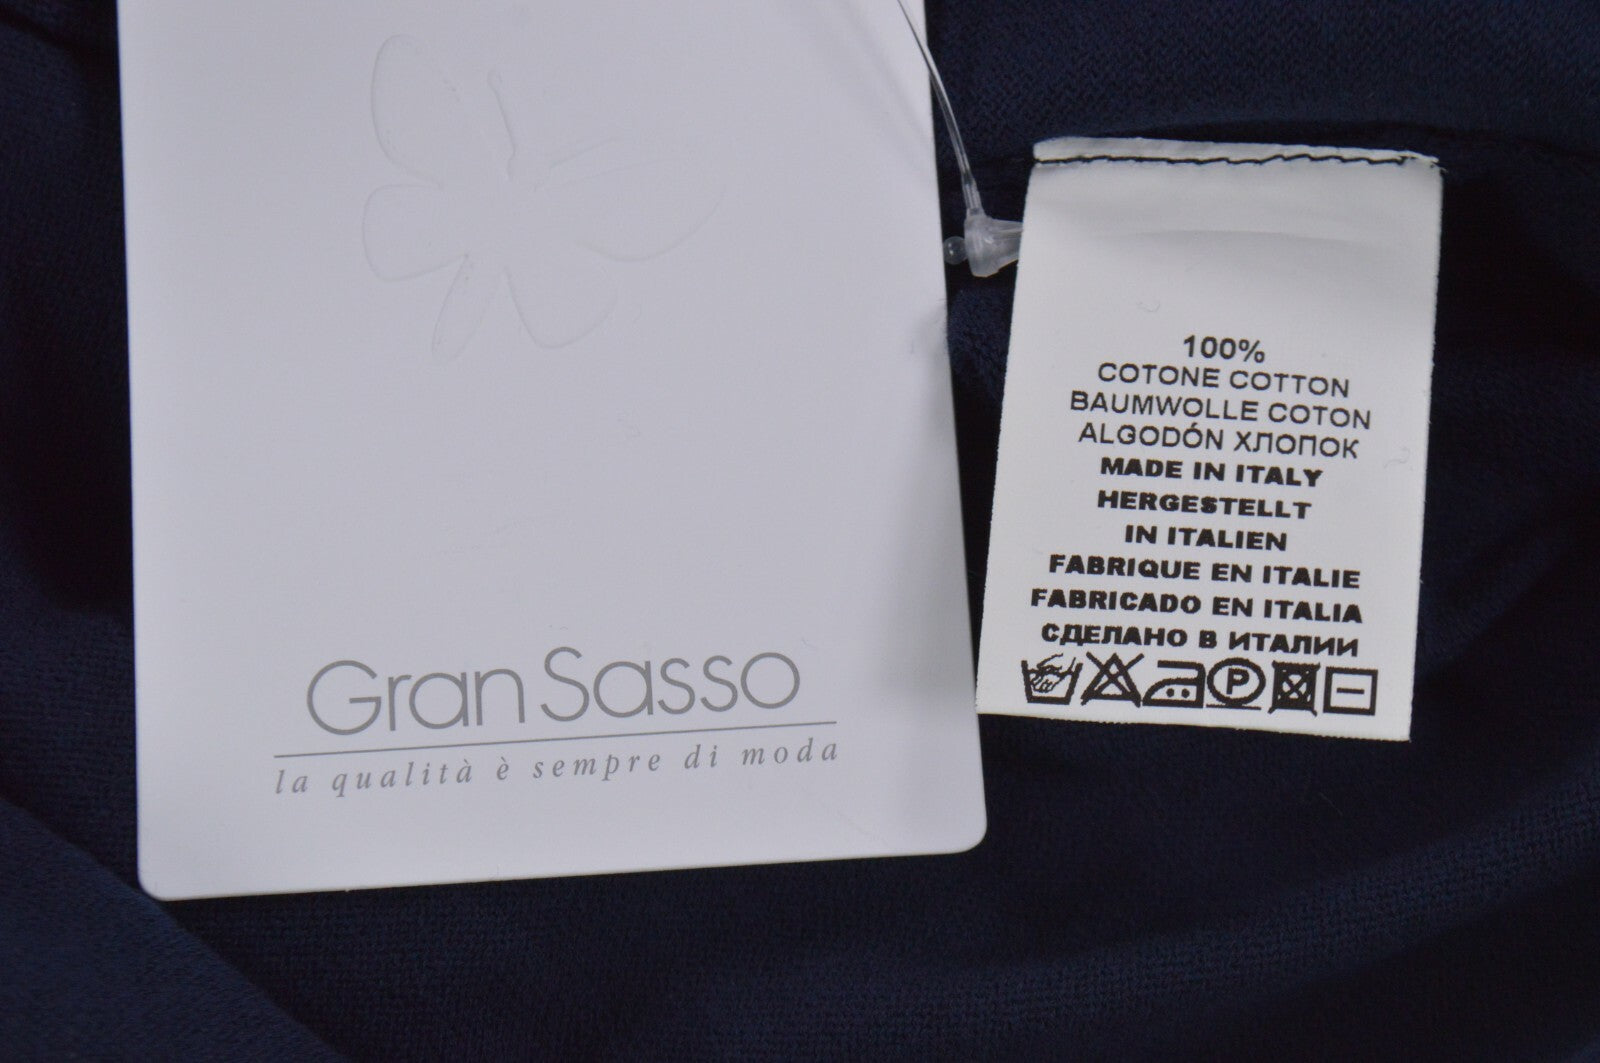 Gran Sasso
la qualità è sempre di moda
100%
COTONE COTTON
BAUMWOLLE COTON
ALGODÓN ХЛОПОК
MADE IN ITALY
HERGESTELLT
IN ITALIEN
FABRIQUE EN ITALIE
FABRICADO EN ITALIA
СДЕЛАНО В ИТАЛИИ
P